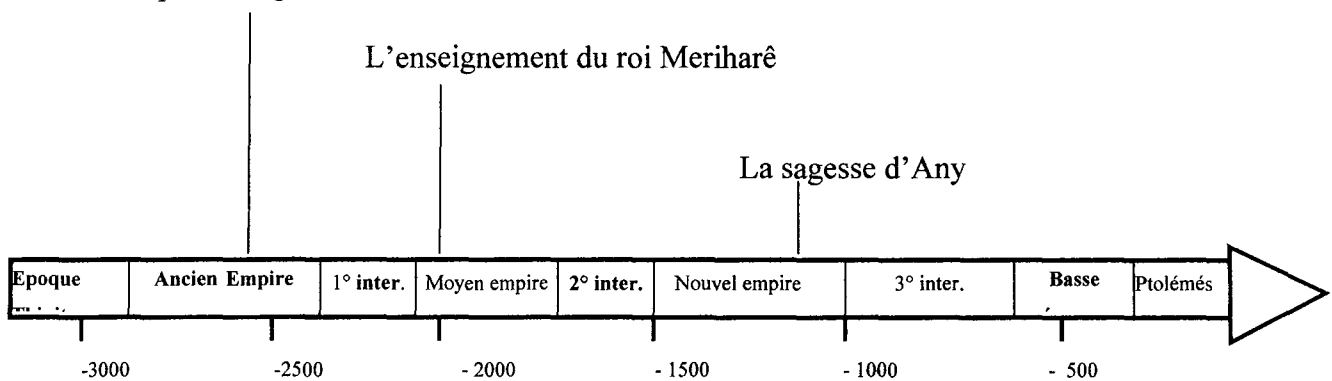 L’enseignement du roi Meriharê
La sagesse d’Any
Epoque Ancien Empire 1° inter. Moyen empire 2° inter. Nouvel empire 3° inter. Basse Ptolémés
-3000 -2500 - 2000 - 1500 - 1000 - 500